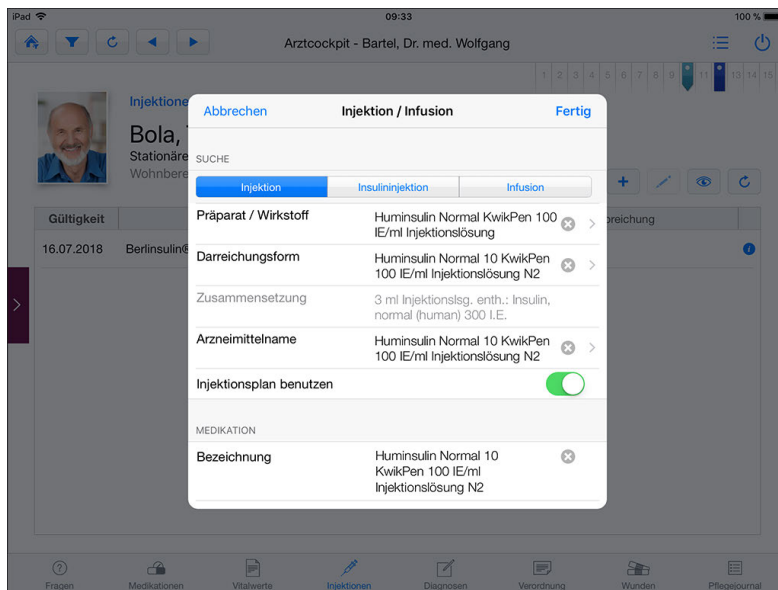 iPad 09:33 100 %
Arztcockpit - Bartel, Dr. med. Wolfgang
1 2 3 4 5 6 7 8 9 11 13 14 15
Injektione
Bola,
Stationäre
Wohnbere
Gültigkeit
breichung
16.07.2018 Berlinsulin®
Abbrechen Injektion / Infusion Fertig
SUCHE
Injektion Insulininjektion Infusion
Präparat / Wirkstoff Huminsulin Normal KwikPen 100
IE/ml Injektionslösung
Darreichungsform Huminsulin Normal 10 KwikPen
100 IE/ml Injektionslösung N2
Zusammensetzung 3 ml Injektionslsg. enth.: Insulin,
normal (human) 300 I.E.
Arzneimittelname Huminsulin Normal 10 KwikPen
100 IE/ml Injektionslösung N2
Injektionsplan benutzen
MEDIKATION
Bezeichnung Huminsulin Normal 10
KwikPen 100 IE/ml
Injektionslösung N2
Fragen Medikationen Vitalwerte Injektionen Diagnosen Verordnung Wunden Pflegejournal